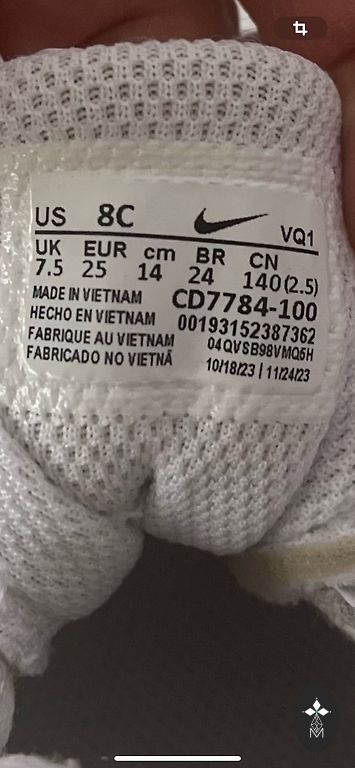 US 8C VQ1
UK EUR cm BR CN
7.5 25 14 24 140(2.5)
MADE IN VIETNAM CD7784-100
HECHO EN VIETNAM 00193152387362
FABRIQUE AU VIETNAM 04QVSB98VMQ5H
FABRICADO NO VIETNÃ 10/18/23 | 11/24/23
M